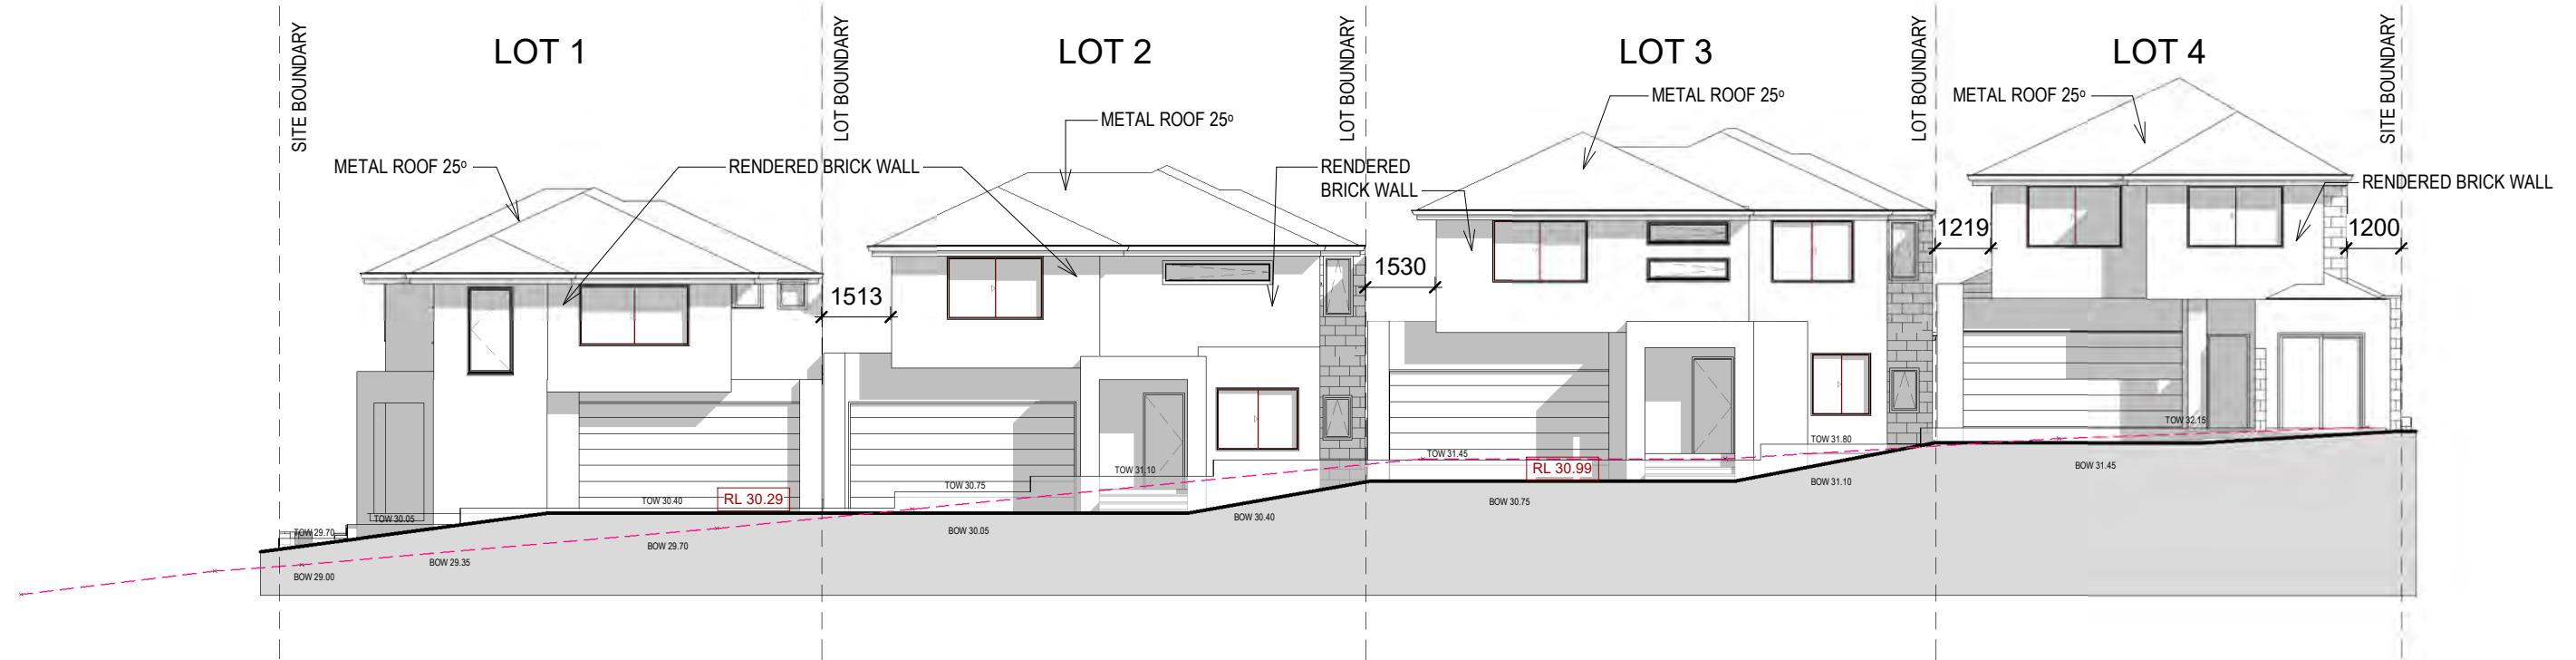 SITE BOUNDARY
LOT 1
LOT BOUNDARY
LOT 2
LOT BOUNDARY
LOT 3
LOT BOUNDARY
LOT 4
SITE BOUNDARY
METAL ROOF 25º
METAL ROOF 25º
METAL ROOF 25º
METAL ROOF 25º
RENDERED BRICK WALL
RENDERED
BRICK WALL
RENDERED BRICK WALL
1513
1530
1219
1200
TOW 29.70
TOW 30.05
TOW 30.40
RL 30.29
TOW 30.75
TOW 31.10
TOW 31.45
RL 30.99
TOW 31.80
TOW 32.15
BOW 29.00
BOW 29.35
BOW 29.70
BOW 30.05
BOW 30.40
BOW 30.75
BOW 31.10
BOW 31.45